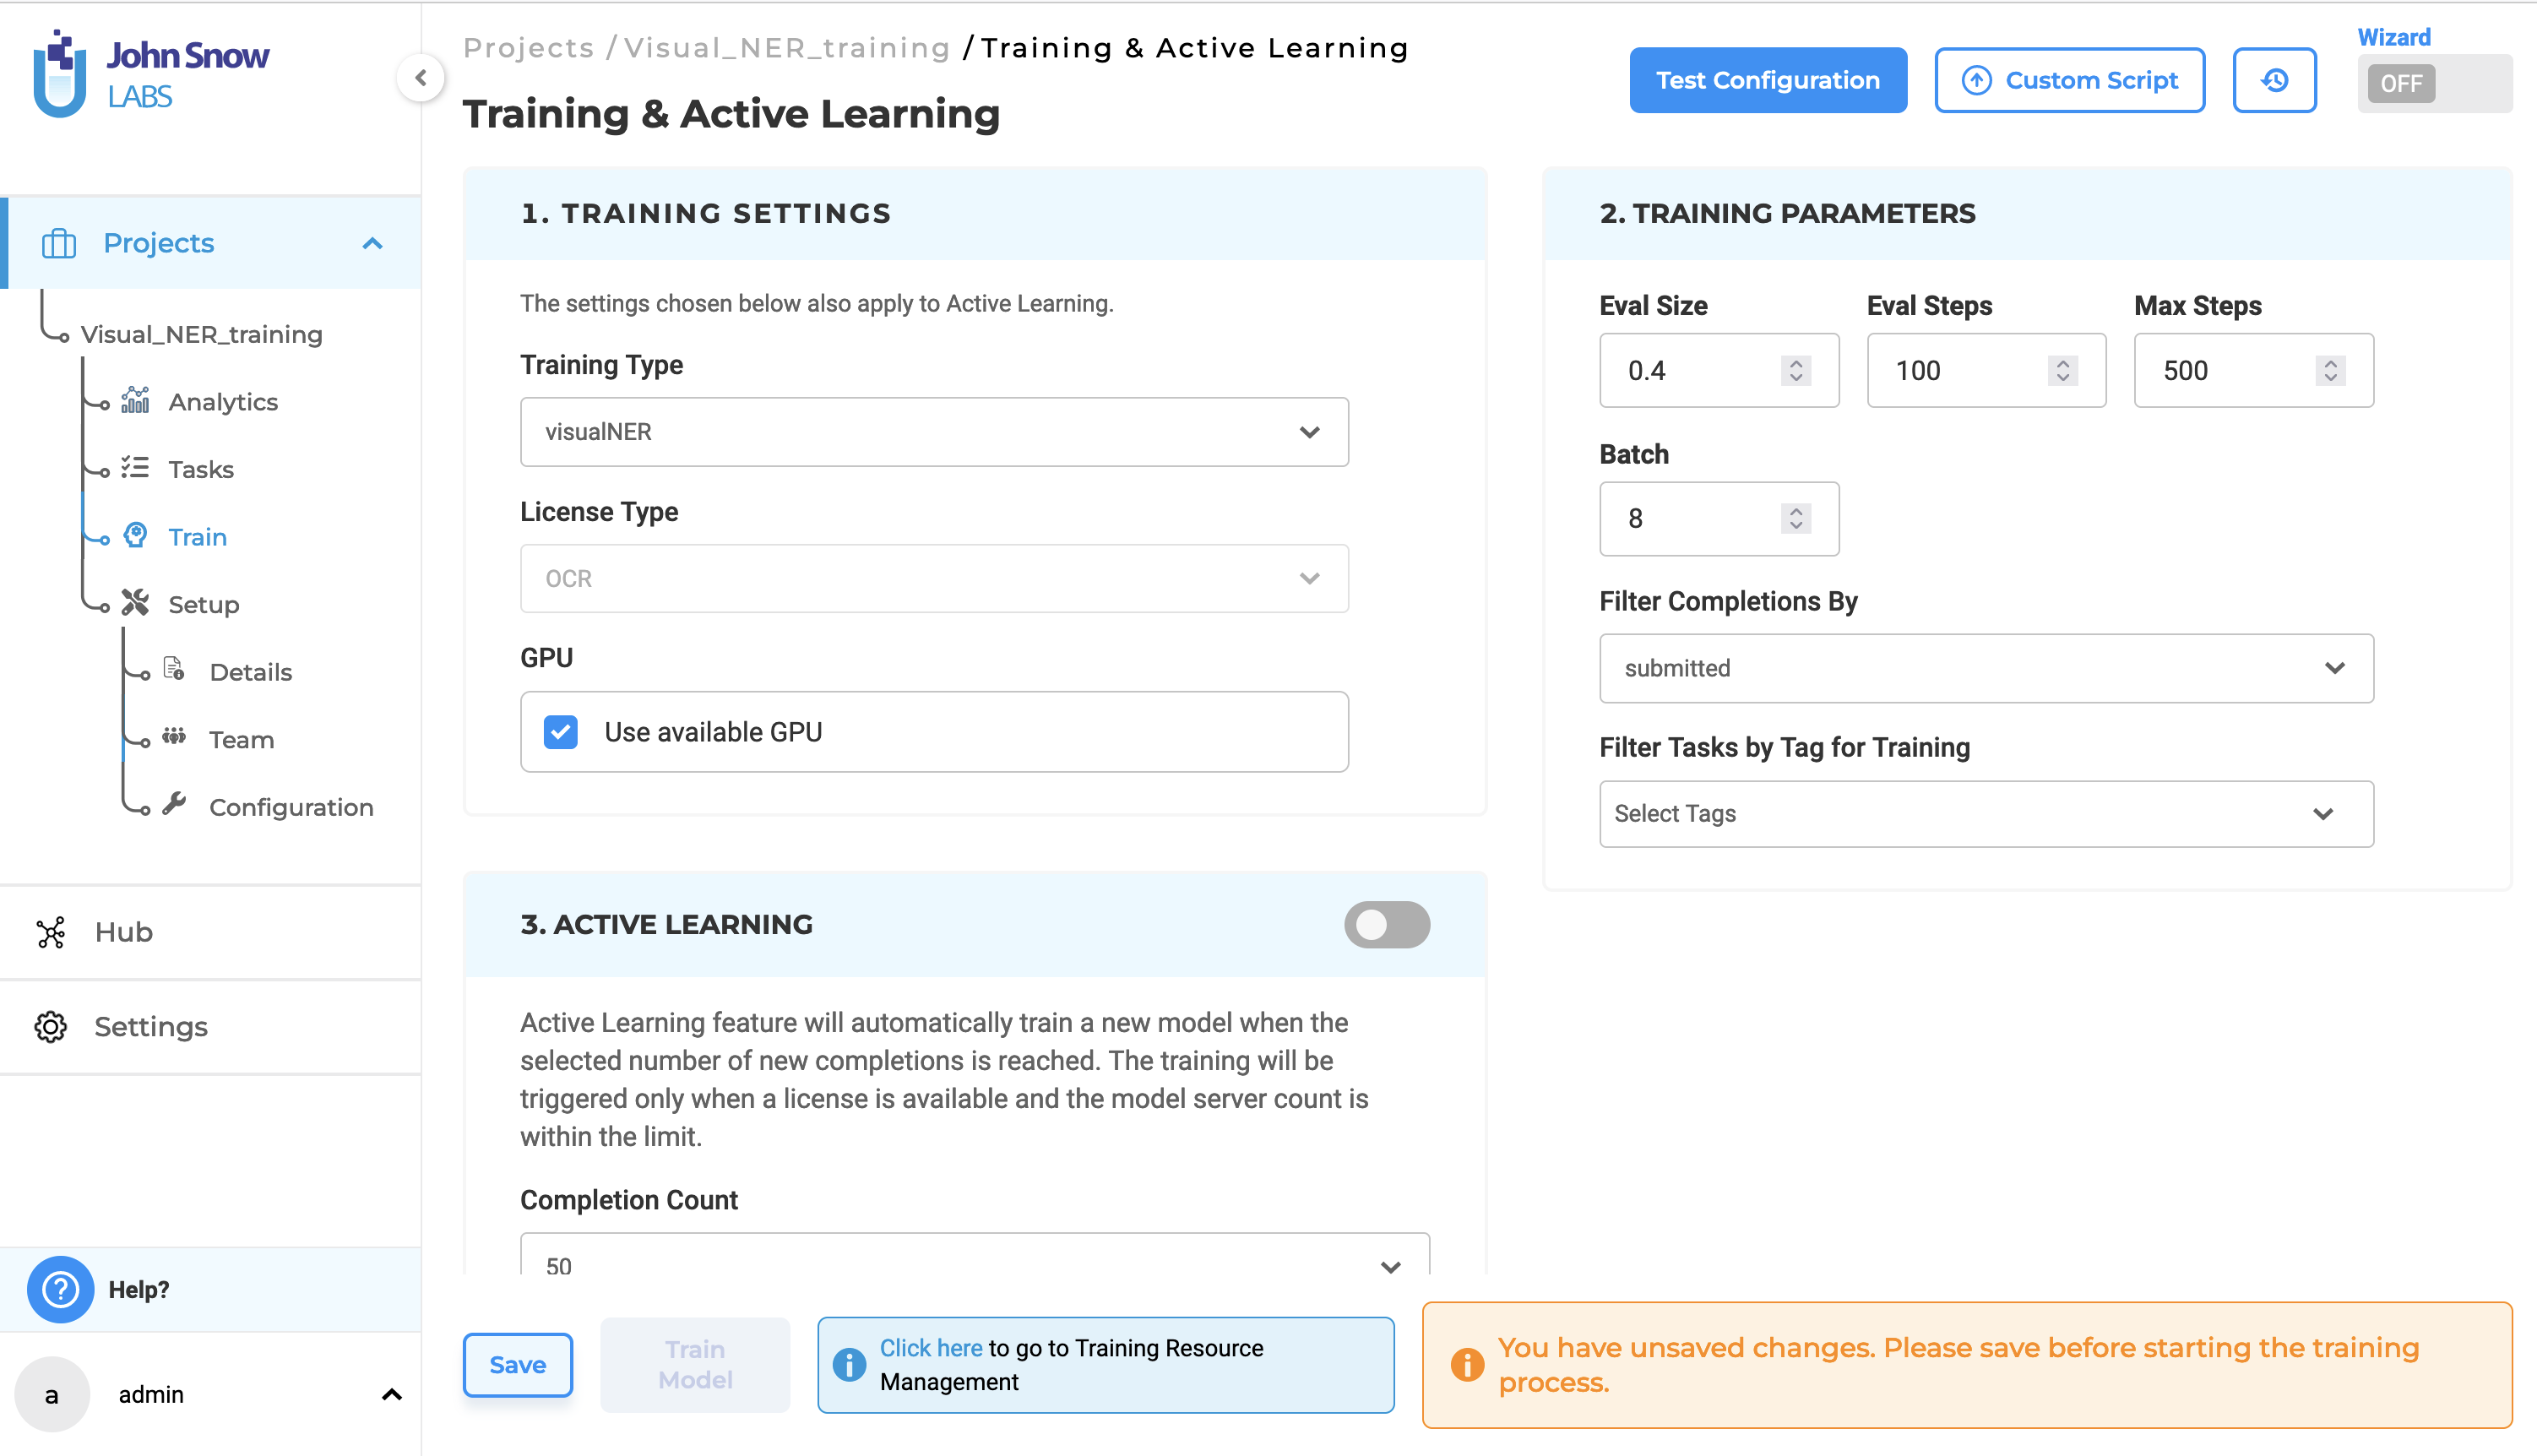 John Snow
LABS
Projects / Visual_NER_training / Training & Active Learning
Training & Active Learning
Test Configuration
Custom Script
Wizard
OFF
Projects
Visual_NER_training
Analytics
Tasks
Train
Setup
Details
Team
Configuration
Hub
Settings
Help?
a
admin
1. TRAINING SETTINGS
The settings chosen below also apply to Active Learning.
Training Type
visualNER
License Type
OCR
GPU
Use available GPU
2. TRAINING PARAMETERS
Eval Size
Eval Steps
Max Steps
0.4
100
500
Batch
8
Filter Completions By
submitted
Filter Tasks by Tag for Training
Select Tags
3. ACTIVE LEARNING
Active Learning feature will automatically train a new model when the
selected number of new completions is reached. The training will be
triggered only when a license is available and the model server count is
within the limit.
Completion Count
50
Save
Train
Model
Click here to go to Training Resource
Management
You have unsaved changes. Please save before starting the training
process.